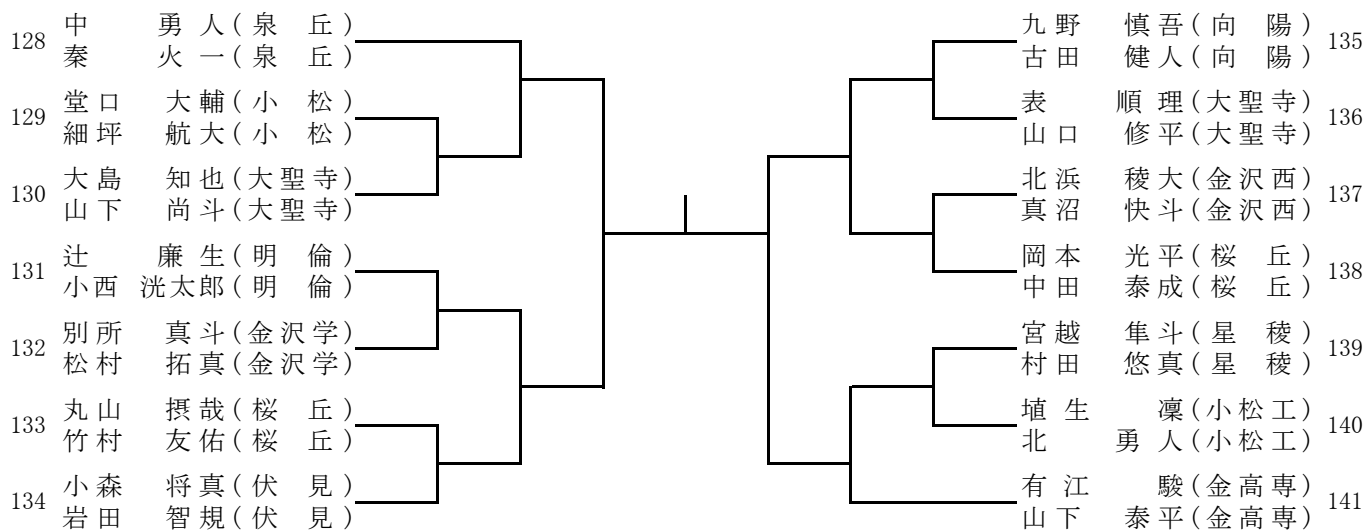 128
中 勇人(泉 丘)
秦 火一(泉 丘)
129
堂口 大輔(小 松)
細坪 航大(小 松)
130
大島 知也(大聖寺)
山下 尚斗(大聖寺)
131
辻 廉生(明 倫)
小西 洸太郎(明 倫)
132
別所 真斗(金沢学)
松村 拓真(金沢学)
133
丸山 摂哉(桜 丘)
竹村 友佑(桜 丘)
134
小森 将真(伏 見)
岩田 智規(伏 見)
九野 慎吾(向 陽)
古田 健人(向 陽)
135
表 順理(大聖寺)
山口 修平(大聖寺)
136
北浜 稜大(金沢西)
真沼 快斗(金沢西)
137
岡本 光平(桜 丘)
中田 泰成(桜 丘)
138
宮越 隼斗(星 稜)
村田 悠真(星 稜)
139
埴生 凜(小松工)
北 勇人(小松工)
140
有江 駿(金高専)
山下 泰平(金高専)
141